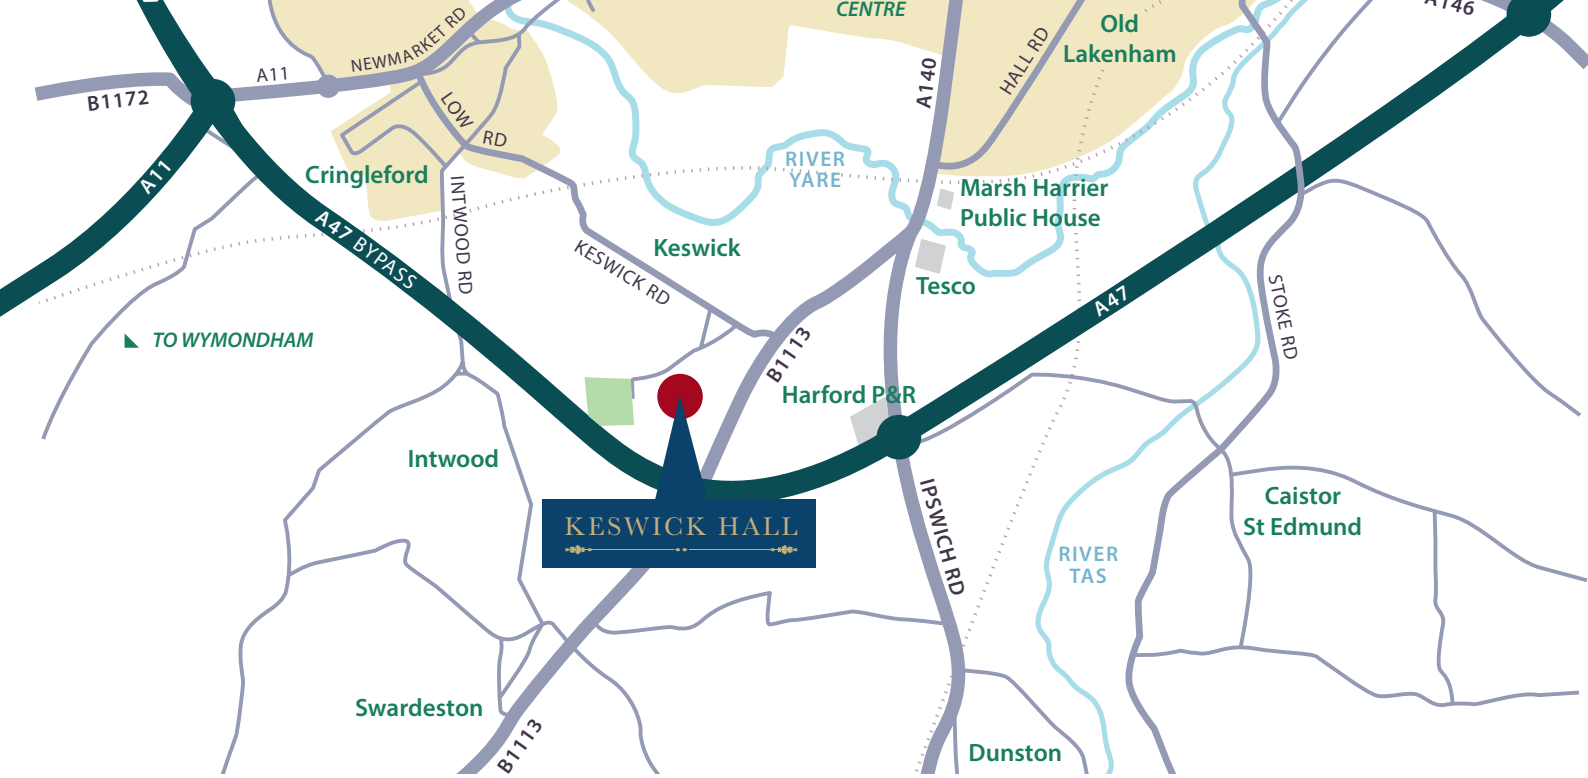 CENTRE
A146
Old
Lakenham
NEWMARKET RD
HALL RD
A11
A140
B1172
LOW
RD
RIVER
YARE
A11
Cringleford
INTWOOD RD
Marsh Harrier
Public House
A47 BYPASS
Keswick
KESWICK RD
Tesco
A47
STOKE RD
TO WYMONDHAM
B1113
Harford P&R
Intwood
IPSWICH RD
Caistor
St Edmund
KESWICK HALL
RIVER
TAS
Swardeston
B1113
Dunston